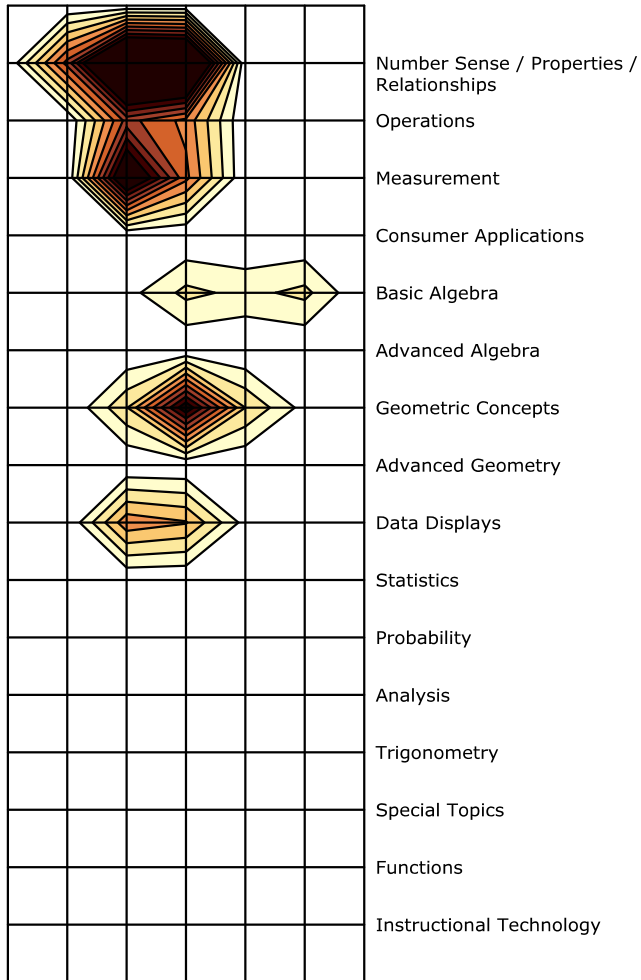 Number Sense / Properties /
Relationships
Operations
Measurement
Consumer Applications
Basic Algebra
Advanced Algebra
Geometric Concepts
Advanced Geometry
Data Displays
Statistics
Probability
Analysis
Trigonometry
Special Topics
Functions
Instructional Technology